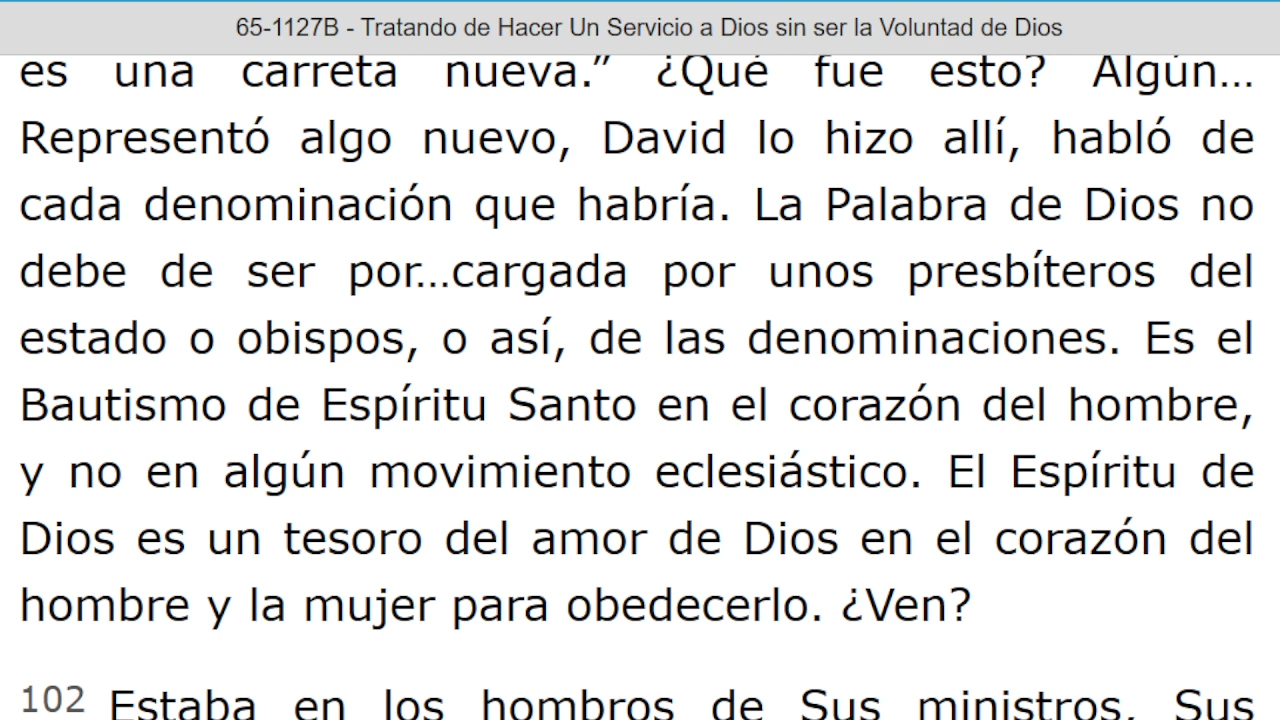 65-1127B - Tratando de Hacer Un Servicio a Dios sin ser la Voluntad de Dios
es una carreta nueva.” ¿Qué fue esto? Algún...
Representó algo nuevo, David lo hizo allí, habló de
cada denominación que habría. La Palabra de Dios no
debe de ser por...cargada por unos presbíteros del
estado o obispos, o así, de las denominaciones. Es el
Bautismo de Espíritu Santo en el corazón del hombre,
y no en algún movimiento eclesiástico. El Espíritu de
Dios es un tesoro del amor de Dios en el corazón del
hombre y la mujer para obedecerlo. ¿Ven?
102 Estaba en los hombros de Sus ministros, Sus